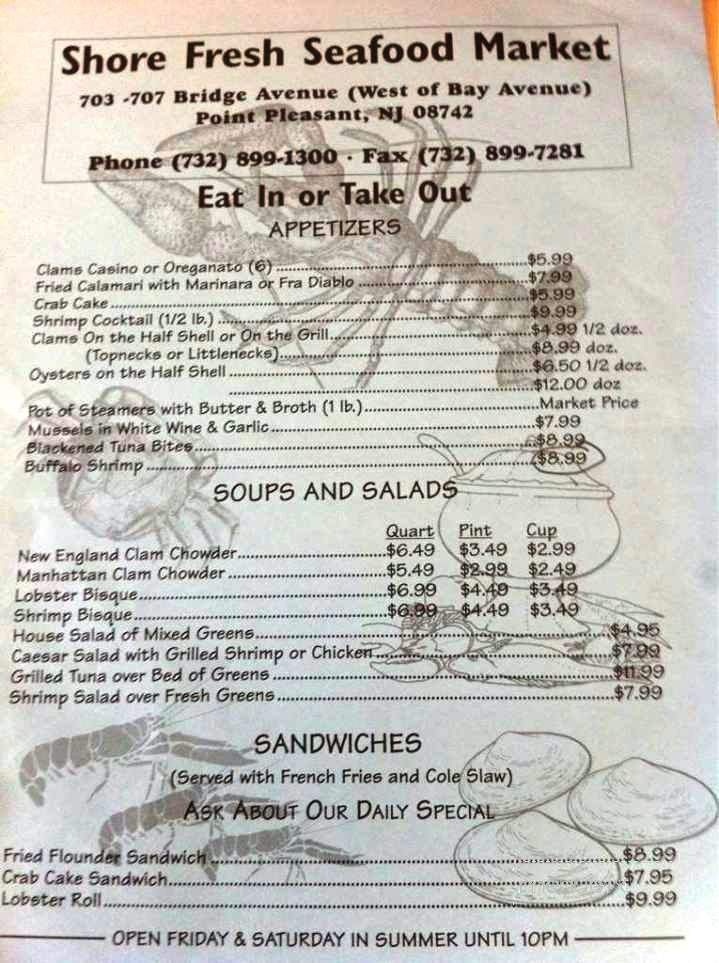 Shore Fresh Seafood Market
703 -707 Bridge Avenue (West of Bay Avenue)
Point Pleasant, NJ 08742
Phone (732) 899-1300 · Fax (732) 899-7281
Eat In or Take Out
APPETIZERS
Clams Casino or Oreganato (6) $5.99
Fried Calamari with Marinara or Fra Diablo $7.99
Crab Cake $5.99
Shrimp Cocktail (1/2 lb.) $9.99
Clams On the Half Shell or On the Grill $4.99 1/2 doz.
(Topnecks or Littlenecks) $8.99 doz.
Oysters on the Half Shell $6.50 1/2 doz.
$12.00 doz
Pot of Steamers with Butter & Broth (1 lb.) Market Price
Mussels in White Wine & Garlic $7.99
Blackened Tuna Bites $8.99
Buffalo Shrimp $8.99
SOUPS AND SALADS
Quart Pint Cup
New England Clam Chowder $6.49 $3.49 $2.99
Manhattan Clam Chowder $5.49 $2.99 $2.49
Lobster Bisque $6.99 $4.49 $3.49
Shrimp Bisque $6.99 $4.49 $3.49
House Salad of Mixed Greens $4.95
Caesar Salad with Grilled Shrimp or Chicken $7.99
Grilled Tuna over Bed of Greens $11.99
Shrimp Salad over Fresh Greens $7.99
SANDWICHES
(Served with French Fries and Cole Slaw)
ASK ABOUT OUR DAILY SPECIAL
Fried Flounder Sandwich $8.99
Crab Cake Sandwich $7.95
Lobster Roll $9.99
OPEN FRIDAY & SATURDAY IN SUMMER UNTIL 10PM